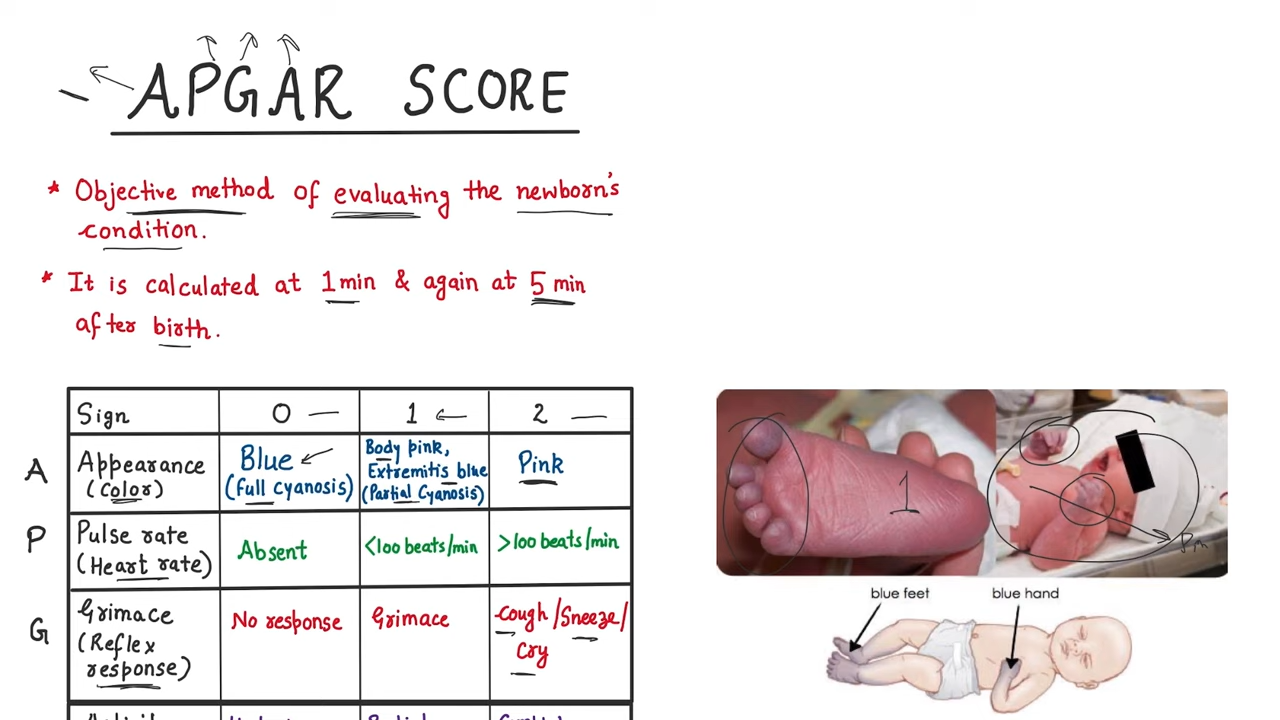 APGAR SCORE
* Objective method of evaluating the newborn's
condition.
* It is calculated at 1min & again at 5 min
after birth.
Sign 0 1 2
A Appearance (Color) Blue (Full Cyanosis) Body pink, Extremitis blue (Partial Cyanosis) Pink
P Pulse rate (Heart rate) Absent <100 beats/min >100 beats/min
G Grimace (Reflex response) No response Grimace Cough/Sneeze/ Cry
1
blue feet blue hand